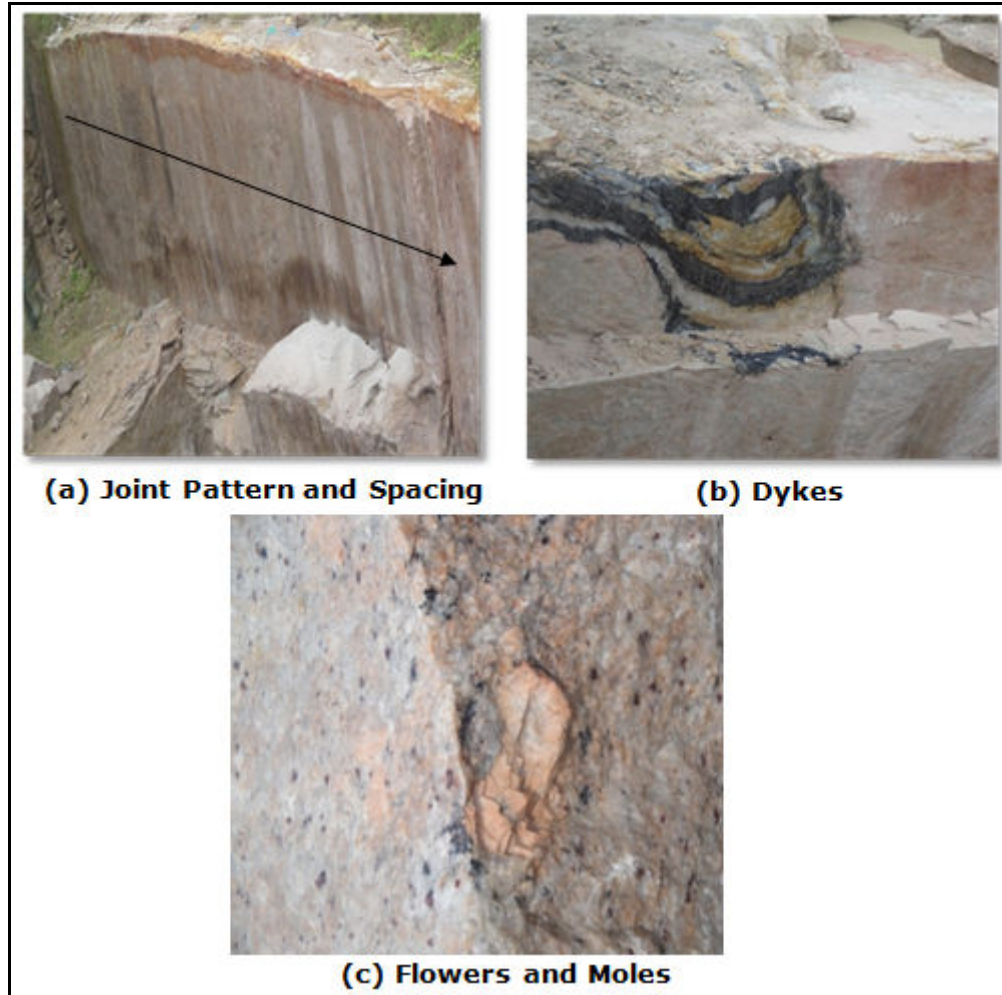 (a) Joint Pattern and Spacing
(b) Dykes
(c) Flowers and Moles